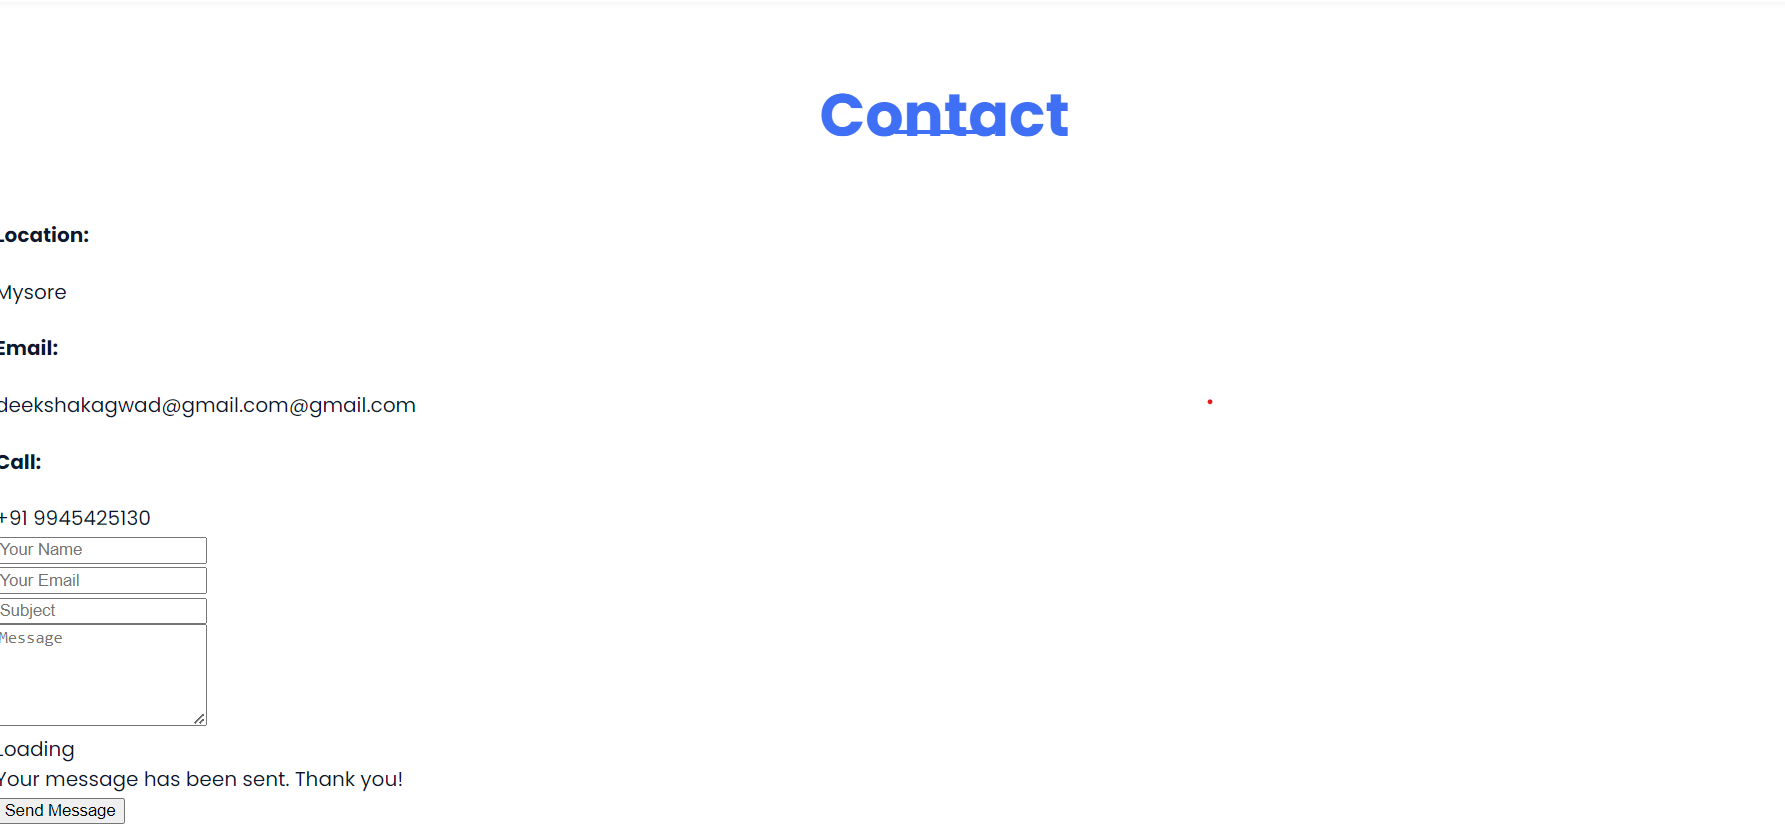 Contact
Location:
Mysore
Email:
deekshakagwad@gmail.com@gmail.com
Call:
+91 9945425130
Your Name
Your Email
Subject
Message
Loading
Your message has been sent. Thank you!
Send Message